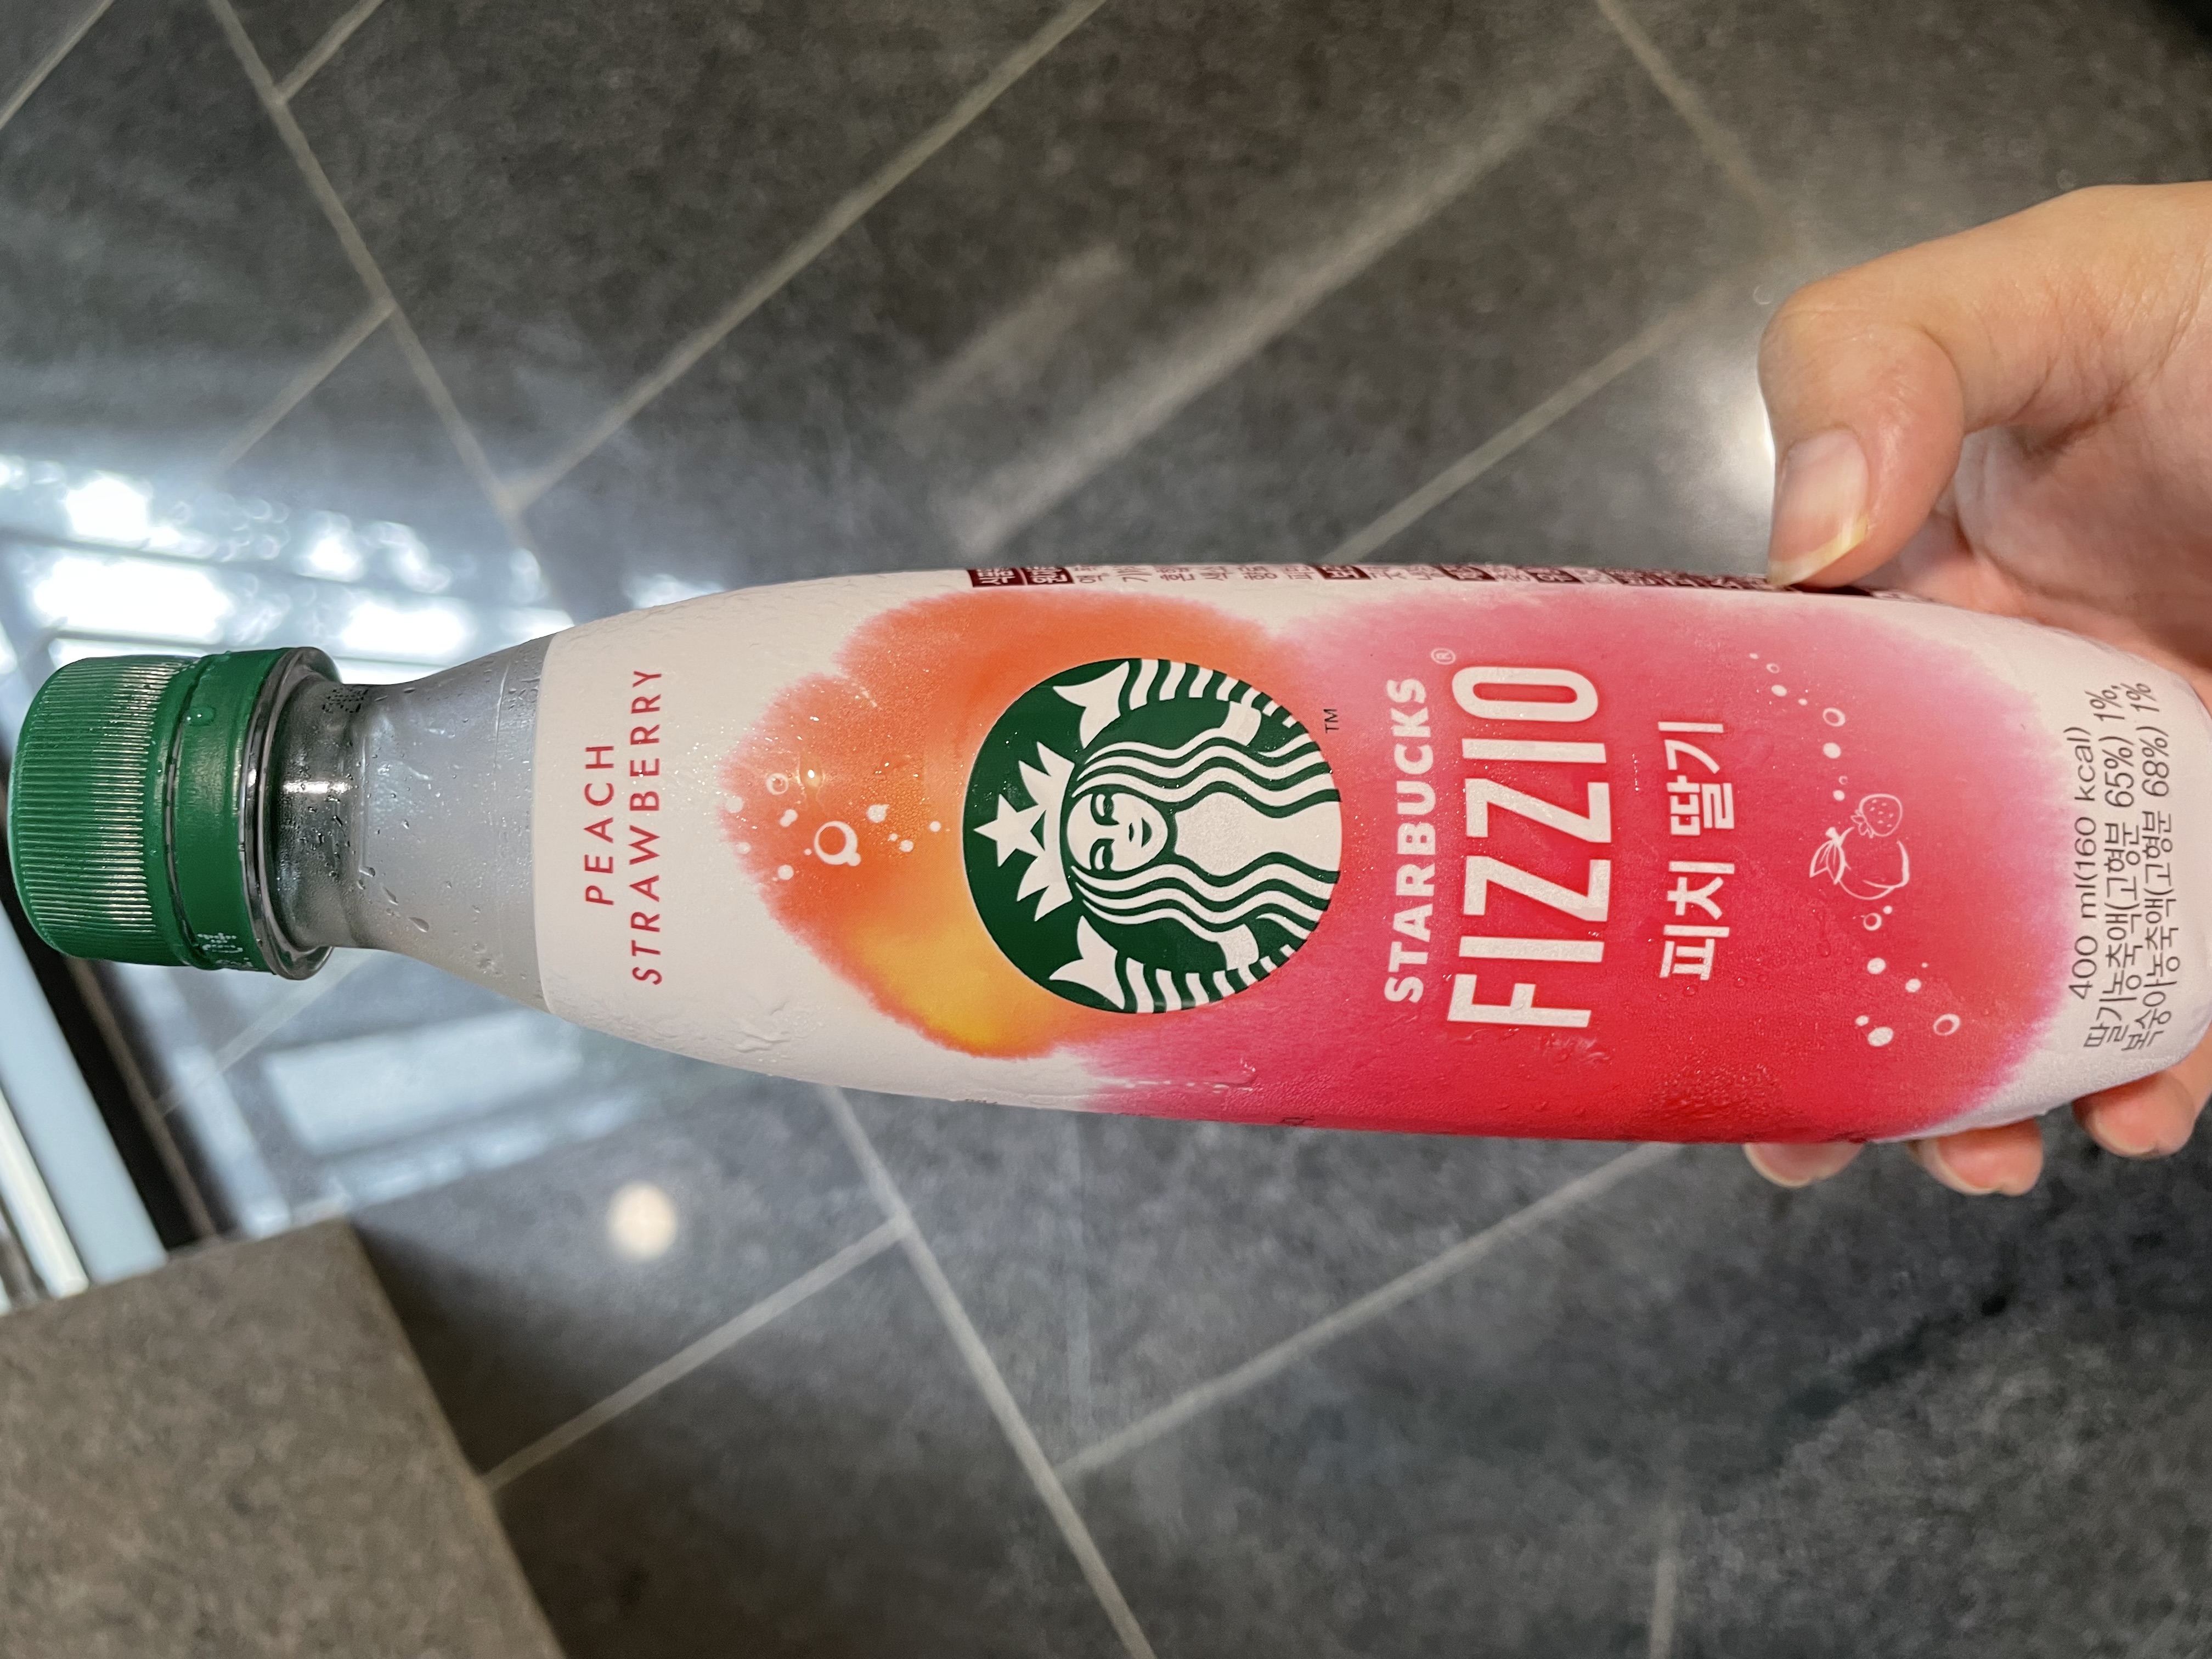 PEACH
STRAWBERRY
TM
STARBUCKS®
FIZZIO
피치 딸기
400 ml(160 kcal)
딸기농축액(고형분 65%) 1%,
복숭아농축액(고형분 68%) 1%